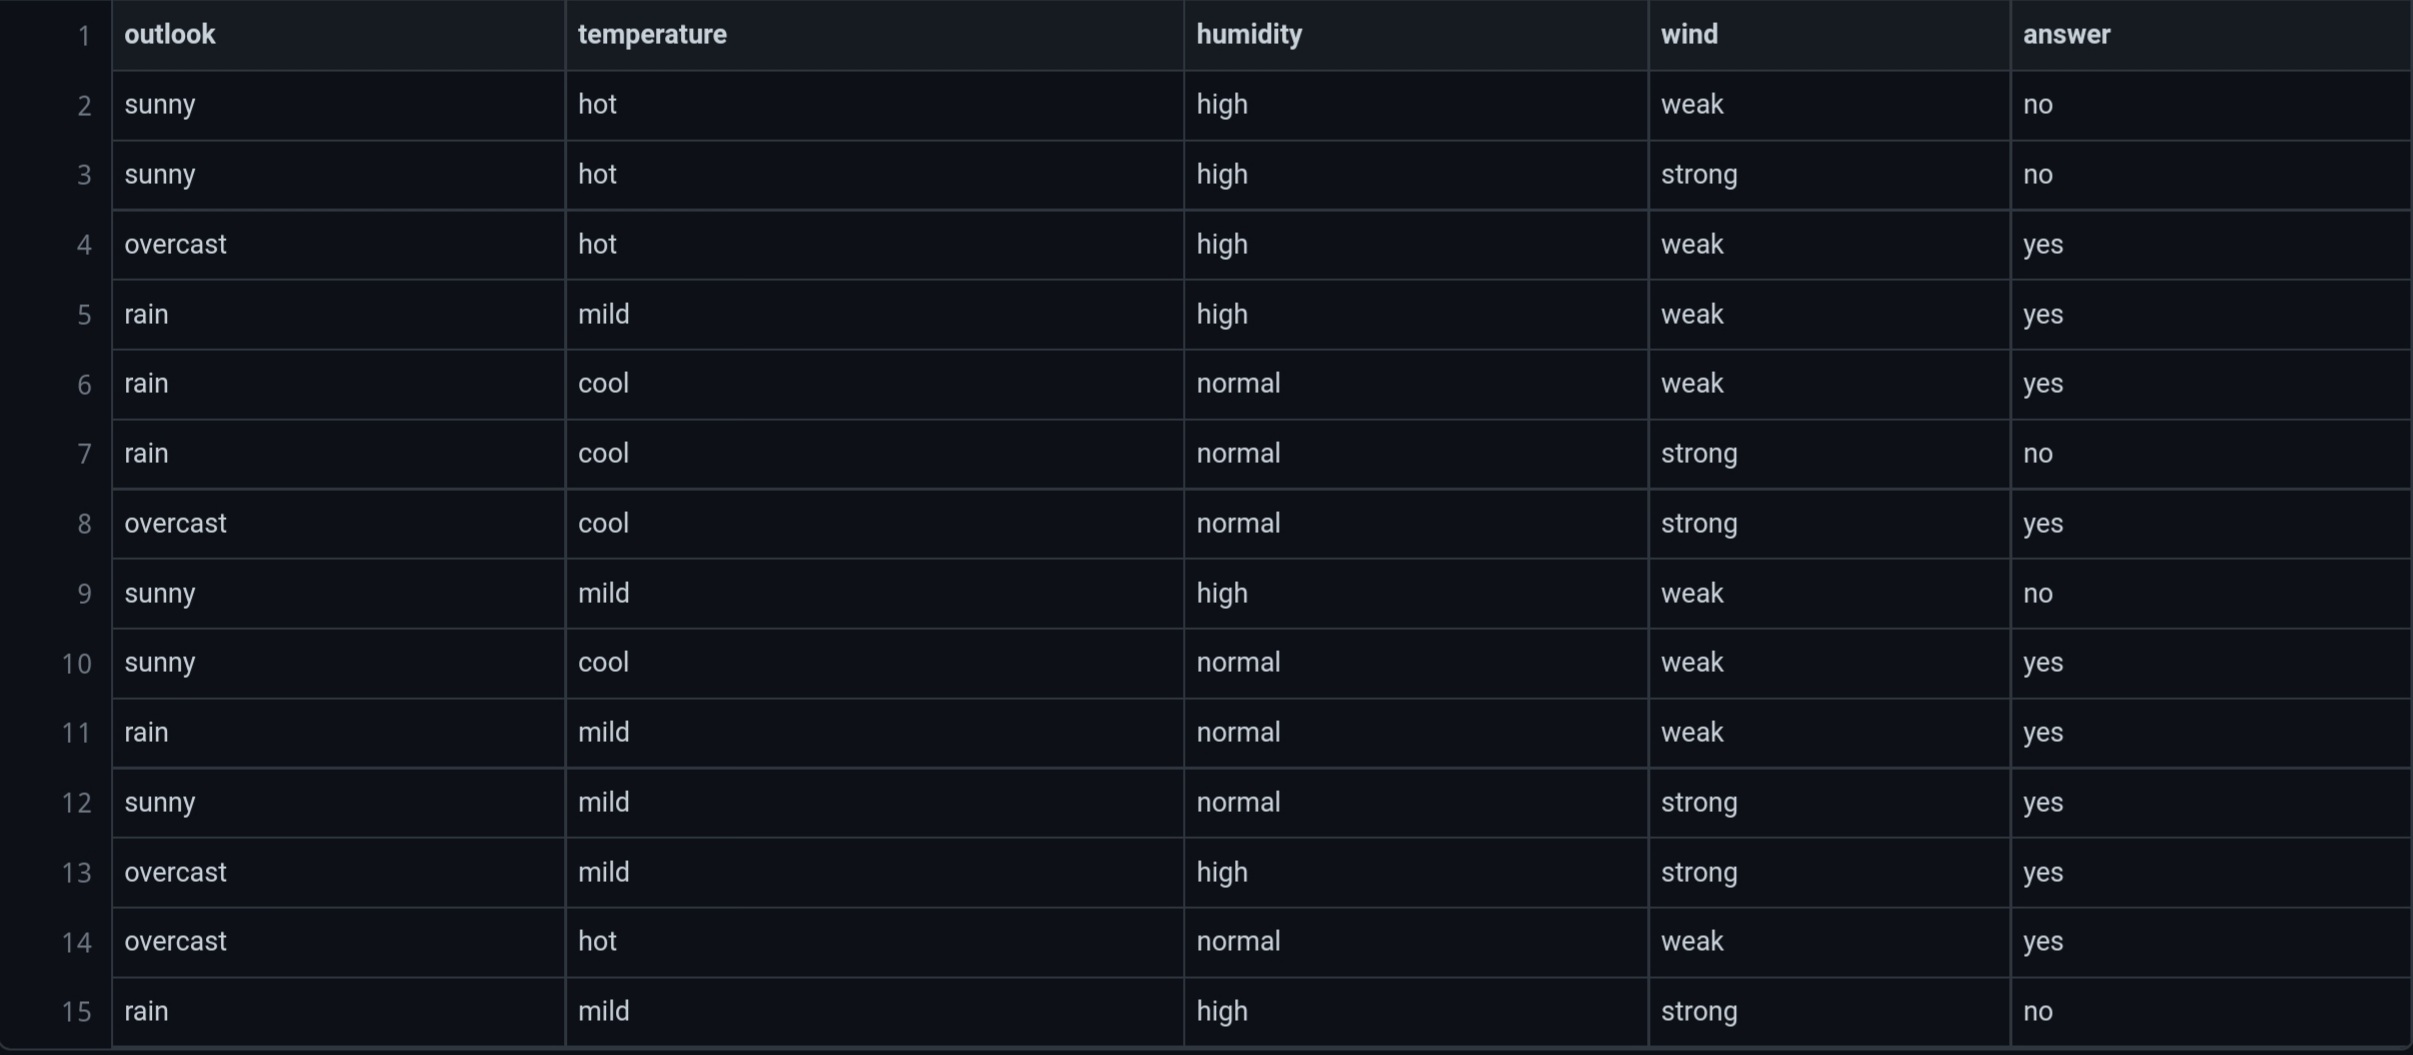 1 outlook temperature humidity wind answer
2 sunny hot high weak no
3 sunny hot high strong no
4 overcast hot high weak yes
5 rain mild high weak yes
6 rain cool normal weak yes
7 rain cool normal strong no
8 overcast cool normal strong yes
9 sunny mild high weak no
10 sunny cool normal weak yes
11 rain mild normal weak yes
12 sunny mild normal strong yes
13 overcast mild high strong yes
14 overcast hot normal weak yes
15 rain mild high strong no